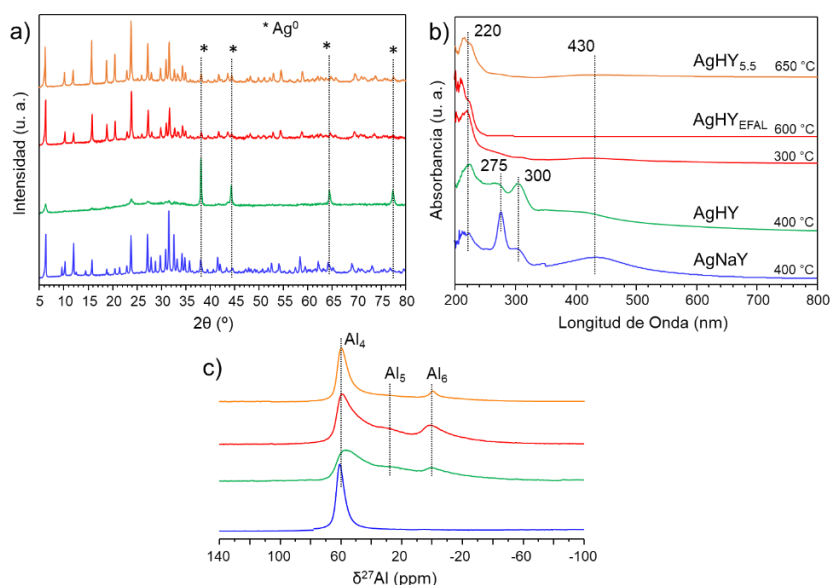 a)
* Ag⁰
* * * *
Intensidad (u. a.)
5 10 15 20 25 30 35 40 45 50 55 60 65 70 75 80
2θ (º)
b)
220
430
AgHY₅.₅ 650 °C
AgHY_EFAL 600 °C
300 °C
275
300
AgHY
400 °C
AgNaY
400 °C
Absorbancia (u. a.)
200 300 400 500 600 700 800
Longitud de Onda (nm)
c)
Al₄
Al₅
Al₆
140 100 60 20 -20 -60 -100
δ²⁷Al (ppm)